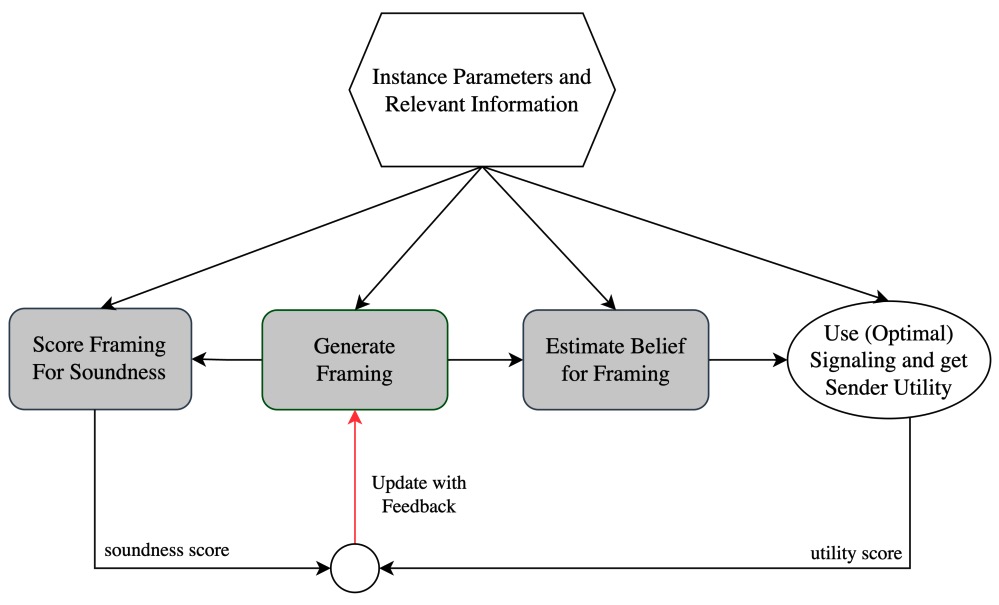 Instance Parameters and
Relevant Information
Score Framing
For Soundness
Generate
Framing
Estimate Belief
for Framing
Use (Optimal)
Signaling and get
Sender Utility
Update with
Feedback
soundness score
utility score